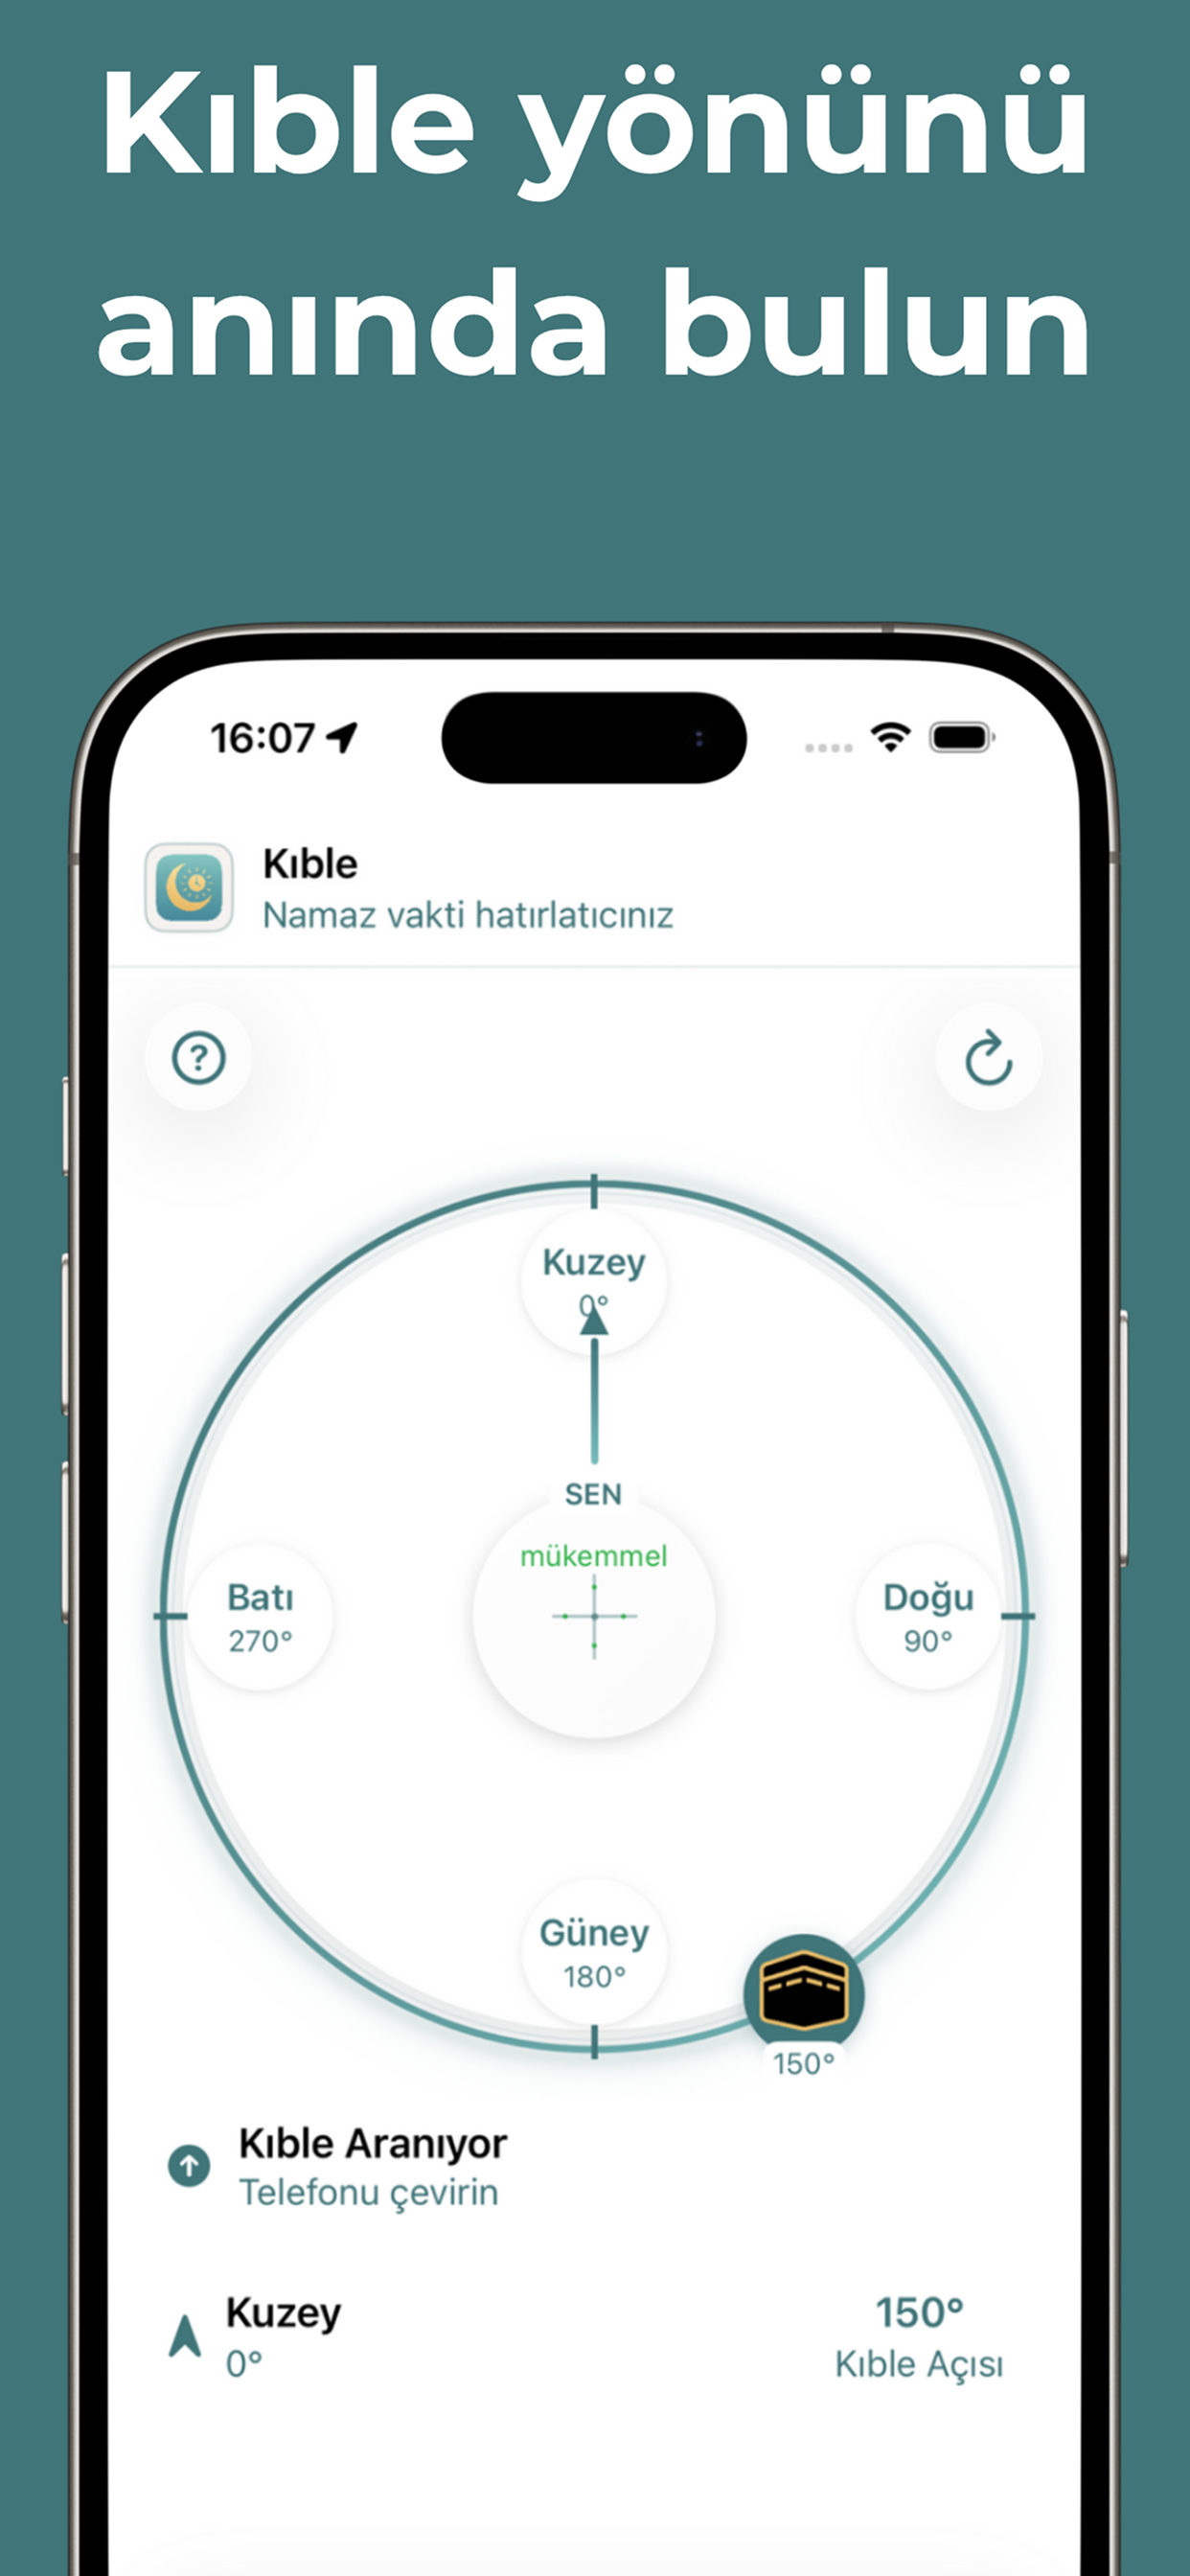 Kıble yönünü
anında bulun
16:07
Kıble
Namaz vakti hatırlatıcınız
?
Kuzey
0°
SEN
mükemmel
Batı
270°
Doğu
90°
Güney
180°
150°
Kıble Aranıyor
Telefonu çevirin
Kuzey
0°
150°
Kıble Açısı